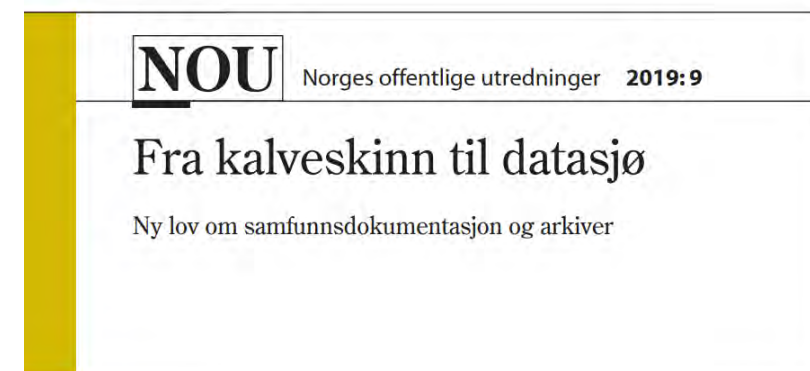 NOU Norges offentlige utredninger 2019: 9
Fra kalveskinn til datasjø
Ny lov om samfunnsdokumentasjon og arkiver